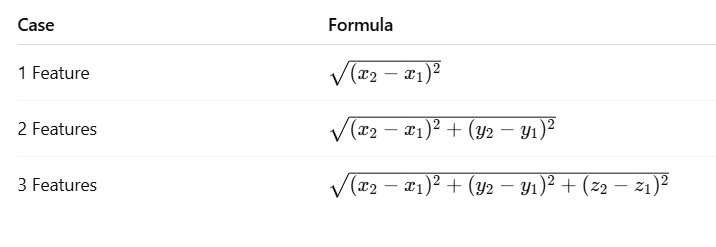 Case Formula
1 Feature √(x₂ − x₁)²
2 Features √(x₂ − x₁)² + (y₂ − y₁)²
3 Features √(x₂ − x₁)² + (y₂ − y₁)² + (z₂ − z₁)²